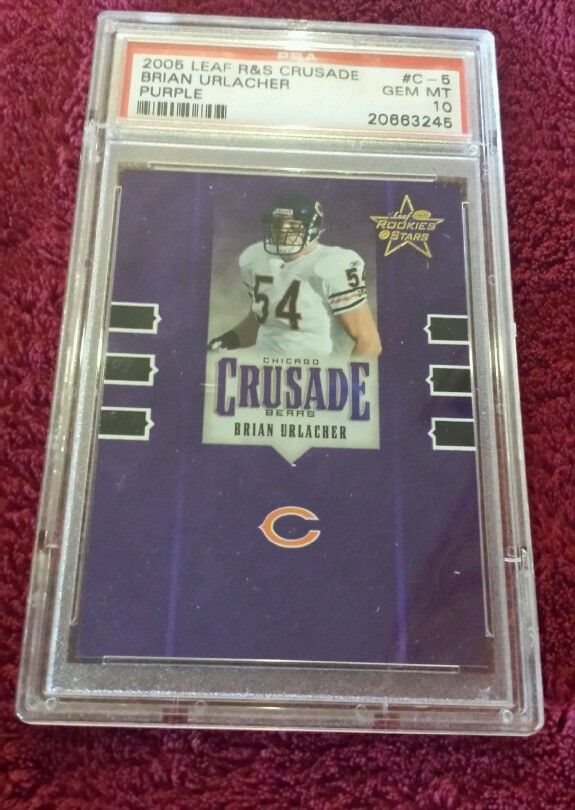 PSA
2005 LEAF R&S CRUSADE #C-5
BRIAN URLACHER GEM MT
PURPLE 10
20663245
Leaf
ROOKIES
& STARS
54
54
CHICAGO
CRUSADE
BEARS
BRIAN URLACHER
C